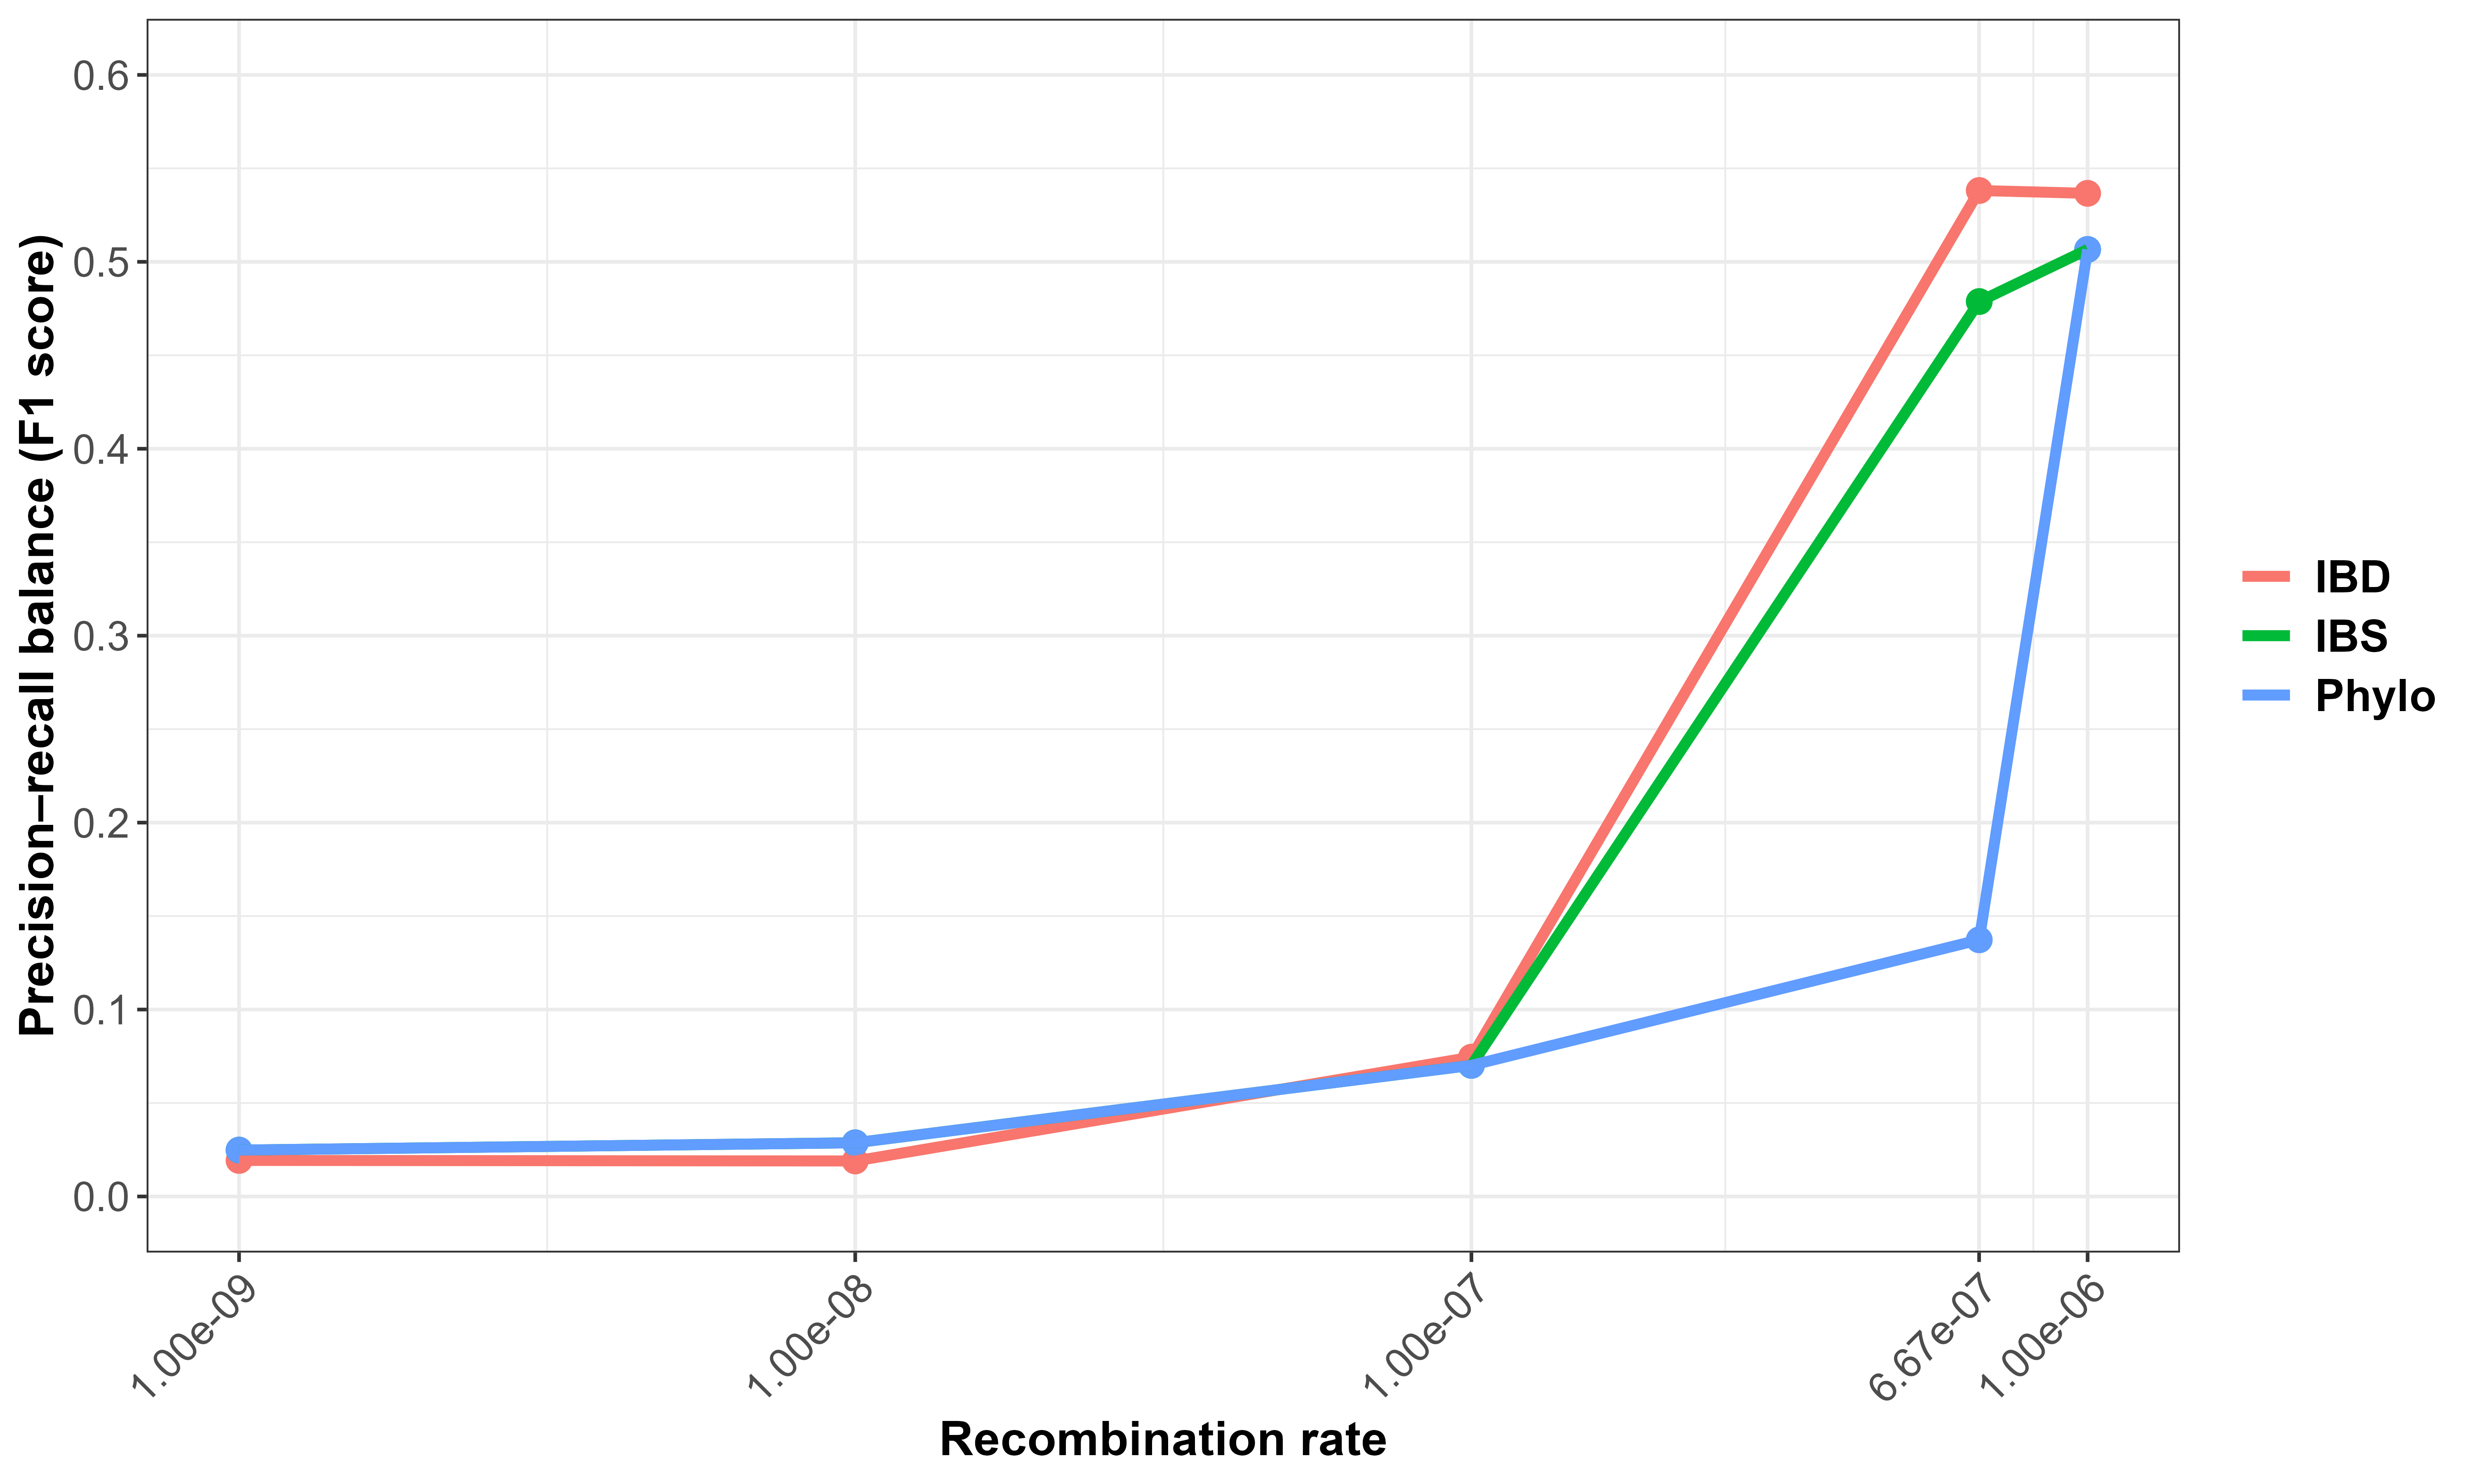 Precision–recall balance (F1 score)
0.6
0.5
0.4
0.3
0.2
0.1
0.0
1.00e-09
1.00e-08
1.00e-07
6.67e-07
1.00e-06
Recombination rate
IBD
IBS
Phylo